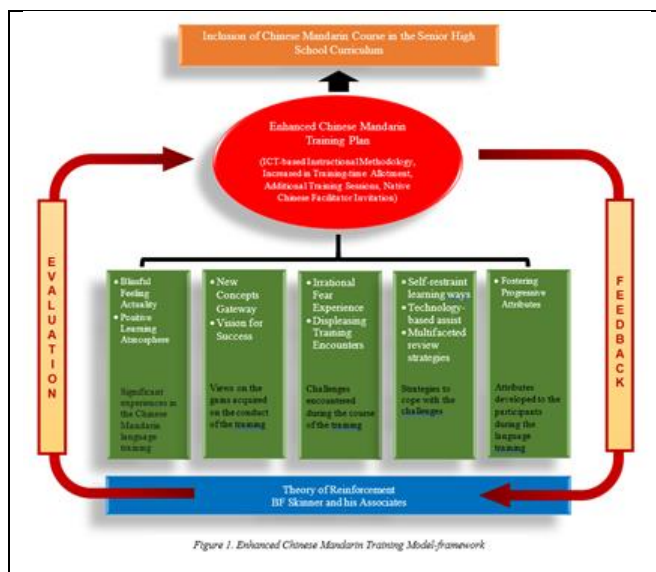 Inclusion of Chinese Mandarin Course in the Senior High
School Curriculum
Enhanced Chinese Mandarin
Training Plan
(ICT-based Instructional Methodology,
Increased in Training-time Allotment,
Additional Training Sessions, Native
Chinese Facilitator Invitation)
EVALUATION
• Blissful
Feeling
Actuality
• Positive
Learning
Atmosphere
Significant
experiences in
the Chinese
Mandarin
language
training
• New
Concepts
Gateway
• Vision for
Success
Views on the
gains acquired
on the conduct
of the training
• Irrational
Fear
Experience
• Displeasing
Training
Encounters
Challenges
encountered
during the
course of
the training
• Self-restraint
learning ways
• Technology-
based assist
• Multifaceted
review
strategies
Strategies to
cope with the
challenges
• Fostering
Progressive
Attributes
Attributes
developed to the
participants
during the
language
training
FEEDBACK
Theory of Reinforcement
BF Skinner and his Associates
Figure 1. Enhanced Chinese Mandarin Training Model-framework